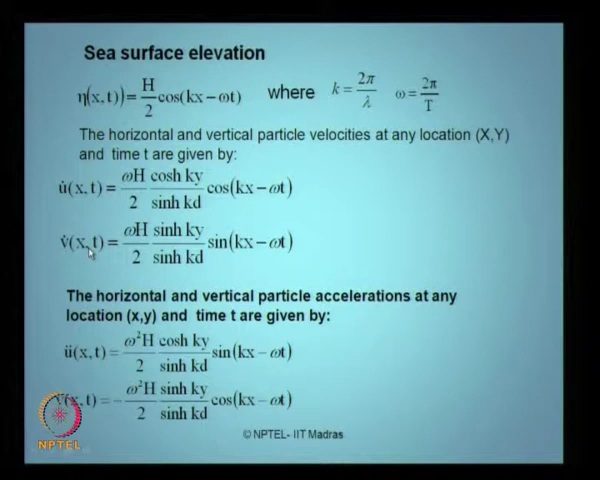 Sea surface elevation
η(x,t))= H/2 cos(kx − ωt) where k = 2π/λ ω = 2π/T
The horizontal and vertical particle velocities at any location (X,Y)
and time t are given by:
u̇(x,t) = ωH/2 cosh ky/sinh kd cos(kx − ωt)
v̇(x,t) = ωH/2 sinh ky/sinh kd sin(kx − ωt)
The horizontal and vertical particle accelerations at any
location (x,y) and time t are given by:
ü(x,t) = ω²H/2 cosh ky/sinh kd sin(kx − ωt)
(x,t) = − ω²H/2 sinh ky/sinh kd cos(kx − ωt)
NPTEL
© NPTEL- IIT Madras